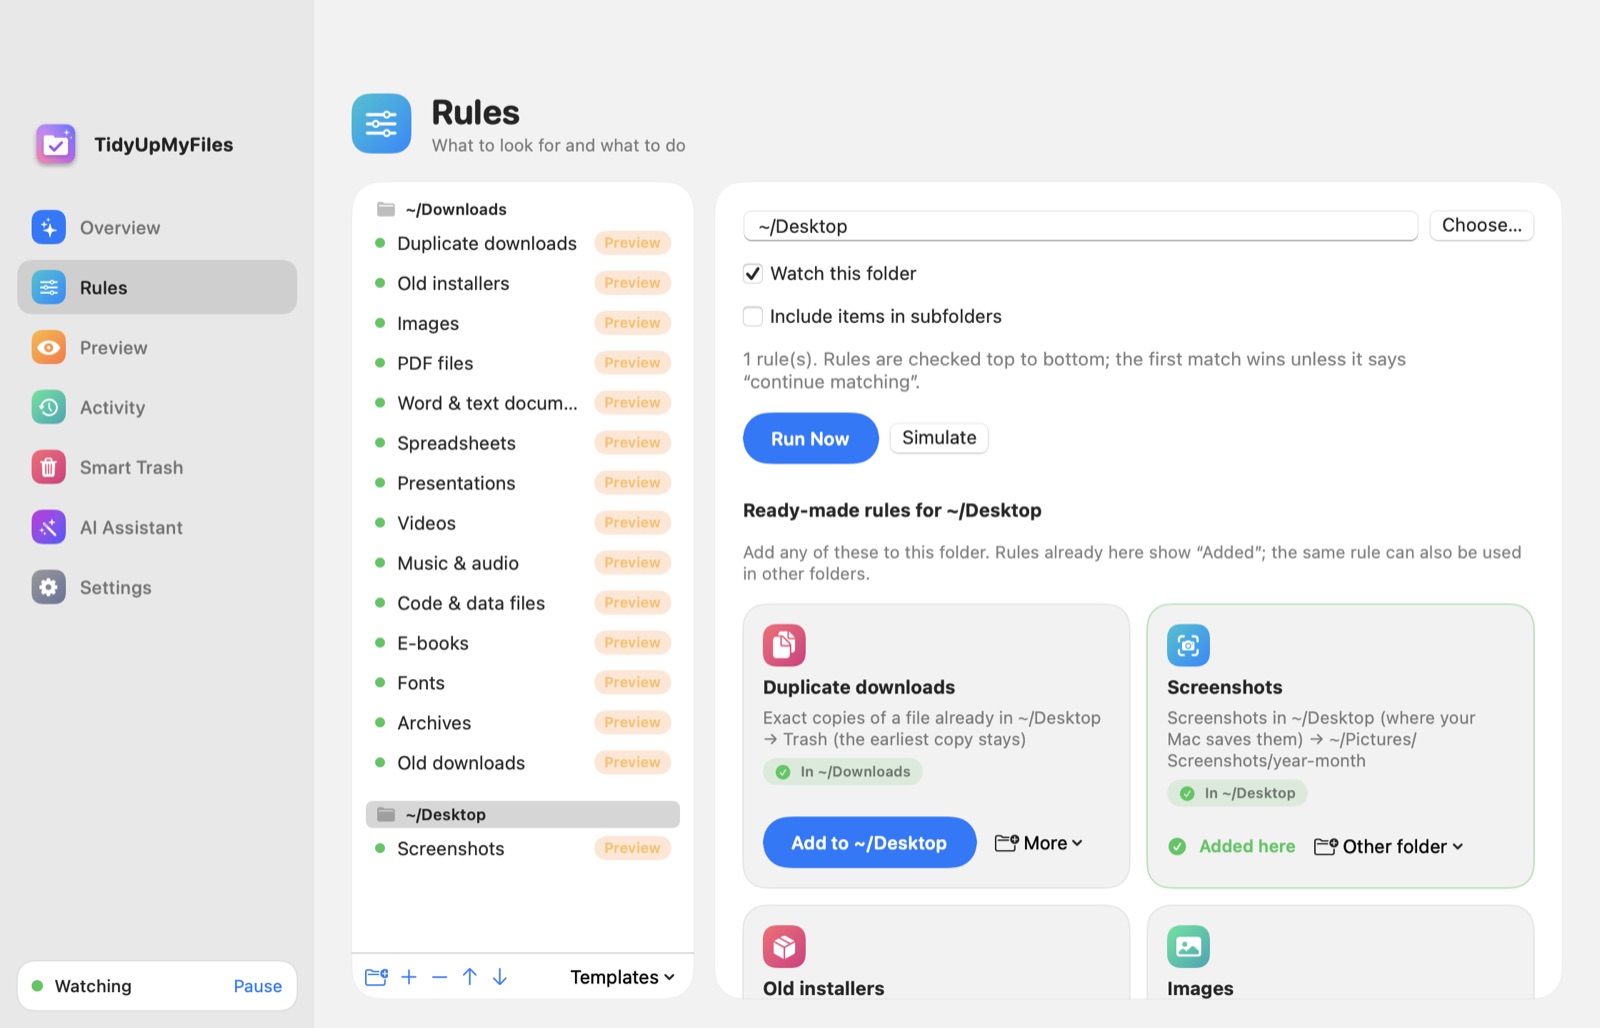 TidyUpMyFiles
Overview
Rules
Preview
Activity
Smart Trash
AI Assistant
Settings
Watching
Pause
Rules
What to look for and what to do
~/Downloads
Duplicate downloads
Preview
Old installers
Preview
Images
Preview
PDF files
Preview
Word & text docum...
Preview
Spreadsheets
Preview
Presentations
Preview
Videos
Preview
Music & audio
Preview
Code & data files
Preview
E-books
Preview
Fonts
Preview
Archives
Preview
Old downloads
Preview
~/Desktop
Screenshots
Preview
Templates
~/Desktop
Choose...
Watch this folder
Include items in subfolders
1 rule(s). Rules are checked top to bottom; the first match wins unless it says
“continue matching”.
Run Now
Simulate
Ready-made rules for ~/Desktop
Add any of these to this folder. Rules already here show “Added”; the same rule can also be used
in other folders.
Duplicate downloads
Exact copies of a file already in ~/Desktop
→ Trash (the earliest copy stays)
In ~/Downloads
Add to ~/Desktop
More
Screenshots
Screenshots in ~/Desktop (where your
Mac saves them) → ~/Pictures/
Screenshots/year-month
In ~/Desktop
Added here
Other folder
Old installers
Images